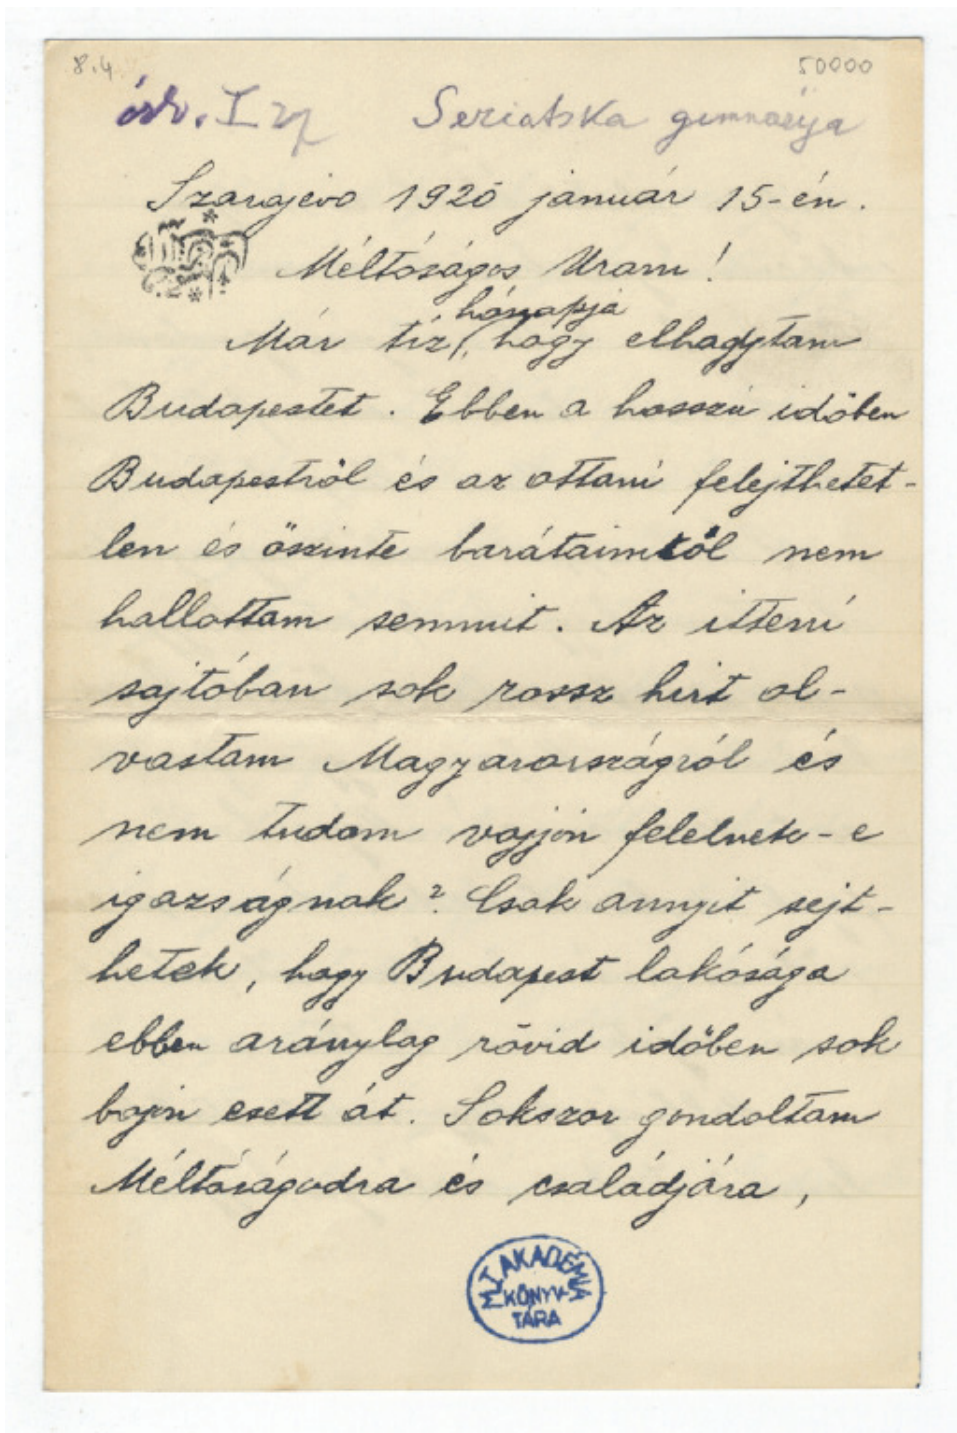 8.4 50000
Seriatska gimnazija
Szarajevo 1920 január 15-én.
Méltóságos Uram!
hónapja
Már tíz, hogy elhagytam
Budapestet. Ebben a hosszú időben
Budapestről és az ottani felejthetet-
len és őszinte barátaimtól nem
hallottam semmit. Az itteni
sajtóban sok rossz hirt ol-
vastam Magyarországról és
nem tudom vajjon felelnek-e
igazságnak? Csak annyit sejt-
hetek, hogy Budapest lakósága
ebben aránylag rövid időben sok
bajon esett át. Sokszor gondoltam
Méltóságodra és családjára,
M. T. AKADÉMIA
KÖNYV-
TÁRA